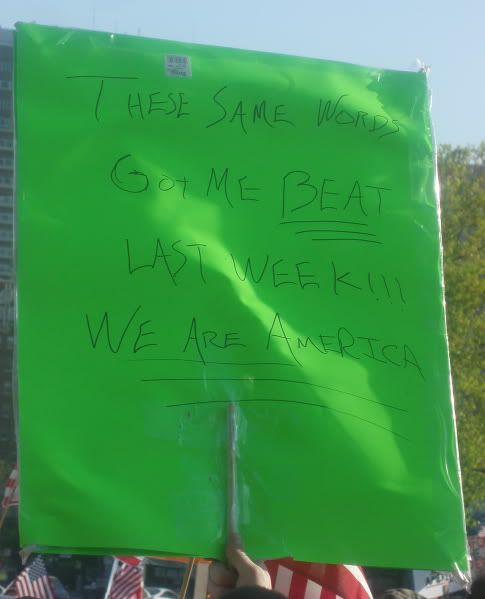 THESE SAME WORDS
GOT ME BEAT
LAST WEEK!!!
WE ARE AMERICA